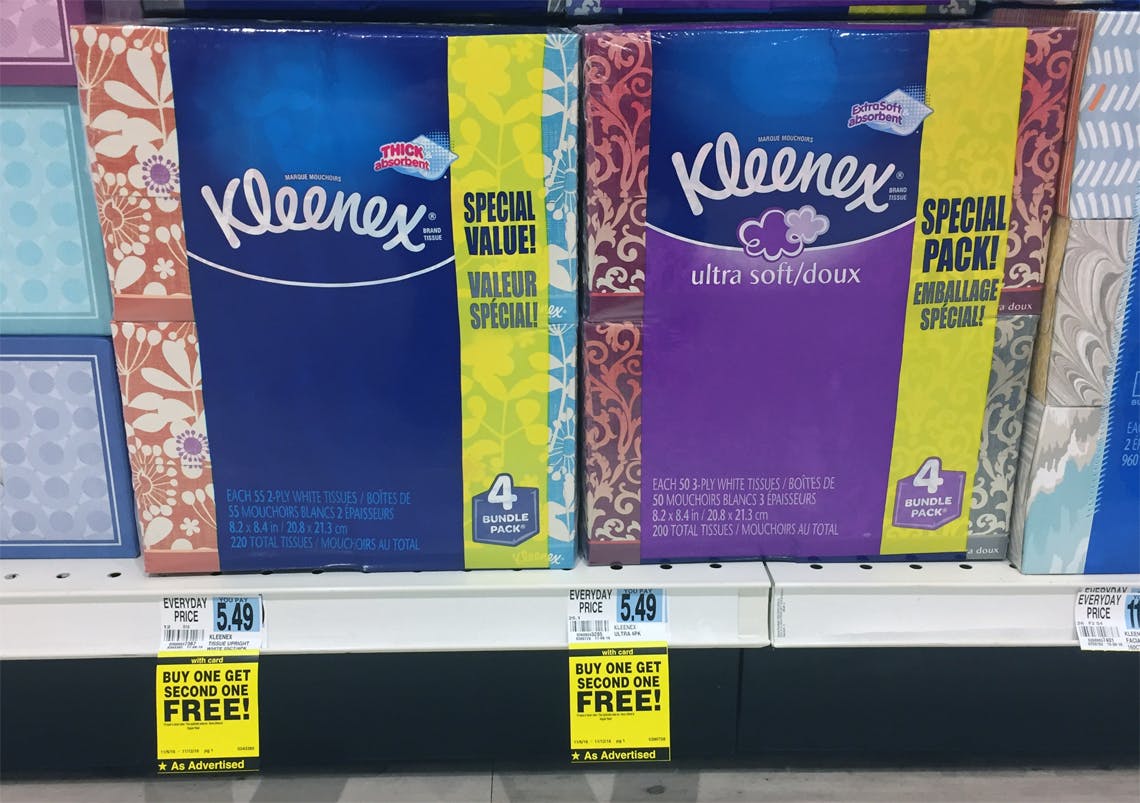 THICK
absorbent
MARQUE MOUCHOIRS
Kleenex®
BRAND
TISSUE
SPECIAL
VALUE!
VALEUR
SPÉCIAL!
EACH 55 2-PLY WHITE TISSUES / BOÎTES DE
55 MOUCHOIRS BLANCS 2 ÉPAISSEURS
8.2 x 8.4 in / 20.8 x 21.3 cm
220 TOTAL TISSUES / MOUCHOIRS AU TOTAL
4
BUNDLE
PACK®
Kleenex
ExtraSoft
absorbent
MARQUE MOUCHOIRS
Kleenex®
BRAND
TISSUE
ultra soft/doux
SPECIAL
PACK!
EMBALLAGE
SPÉCIAL!
EACH 50 3-PLY WHITE TISSUES / BOÎTES DE
50 MOUCHOIRS BLANCS 3 ÉPAISSEURS
8.2 x 8.4 in / 20.8 x 21.3 cm
200 TOTAL TISSUES / MOUCHOIRS AU TOTAL
4
BUNDLE
PACK®
a doux
a doux
960
EVERYDAY
PRICE
YOU PAY
5.49
KLEENEX
TISSUE UPRIGHT
with card
BUY ONE GET
SECOND ONE
FREE!
★ As Advertised
EVERYDAY
PRICE
YOU PAY
5.49
KLEENEX
ULTRA 4PK
with card
BUY ONE GET
SECOND ONE
FREE!
★ As Advertised
EVERYDAY
PRICE